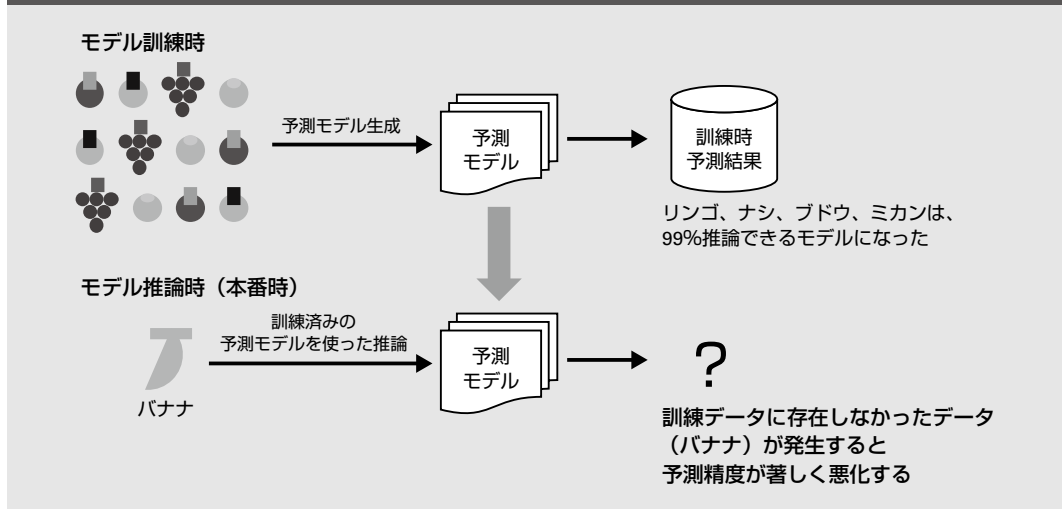 モデル訓練時
予測モデル生成
予測
モデル
訓練時
予測結果
リンゴ、ナシ、ブドウ、ミカンは、
99%推論できるモデルになった
モデル推論時（本番時）
訓練済みの
予測モデルを使った推論
バナナ
予測
モデル
?
訓練データに存在しなかったデータ
（バナナ）が発生すると
予測精度が著しく悪化する